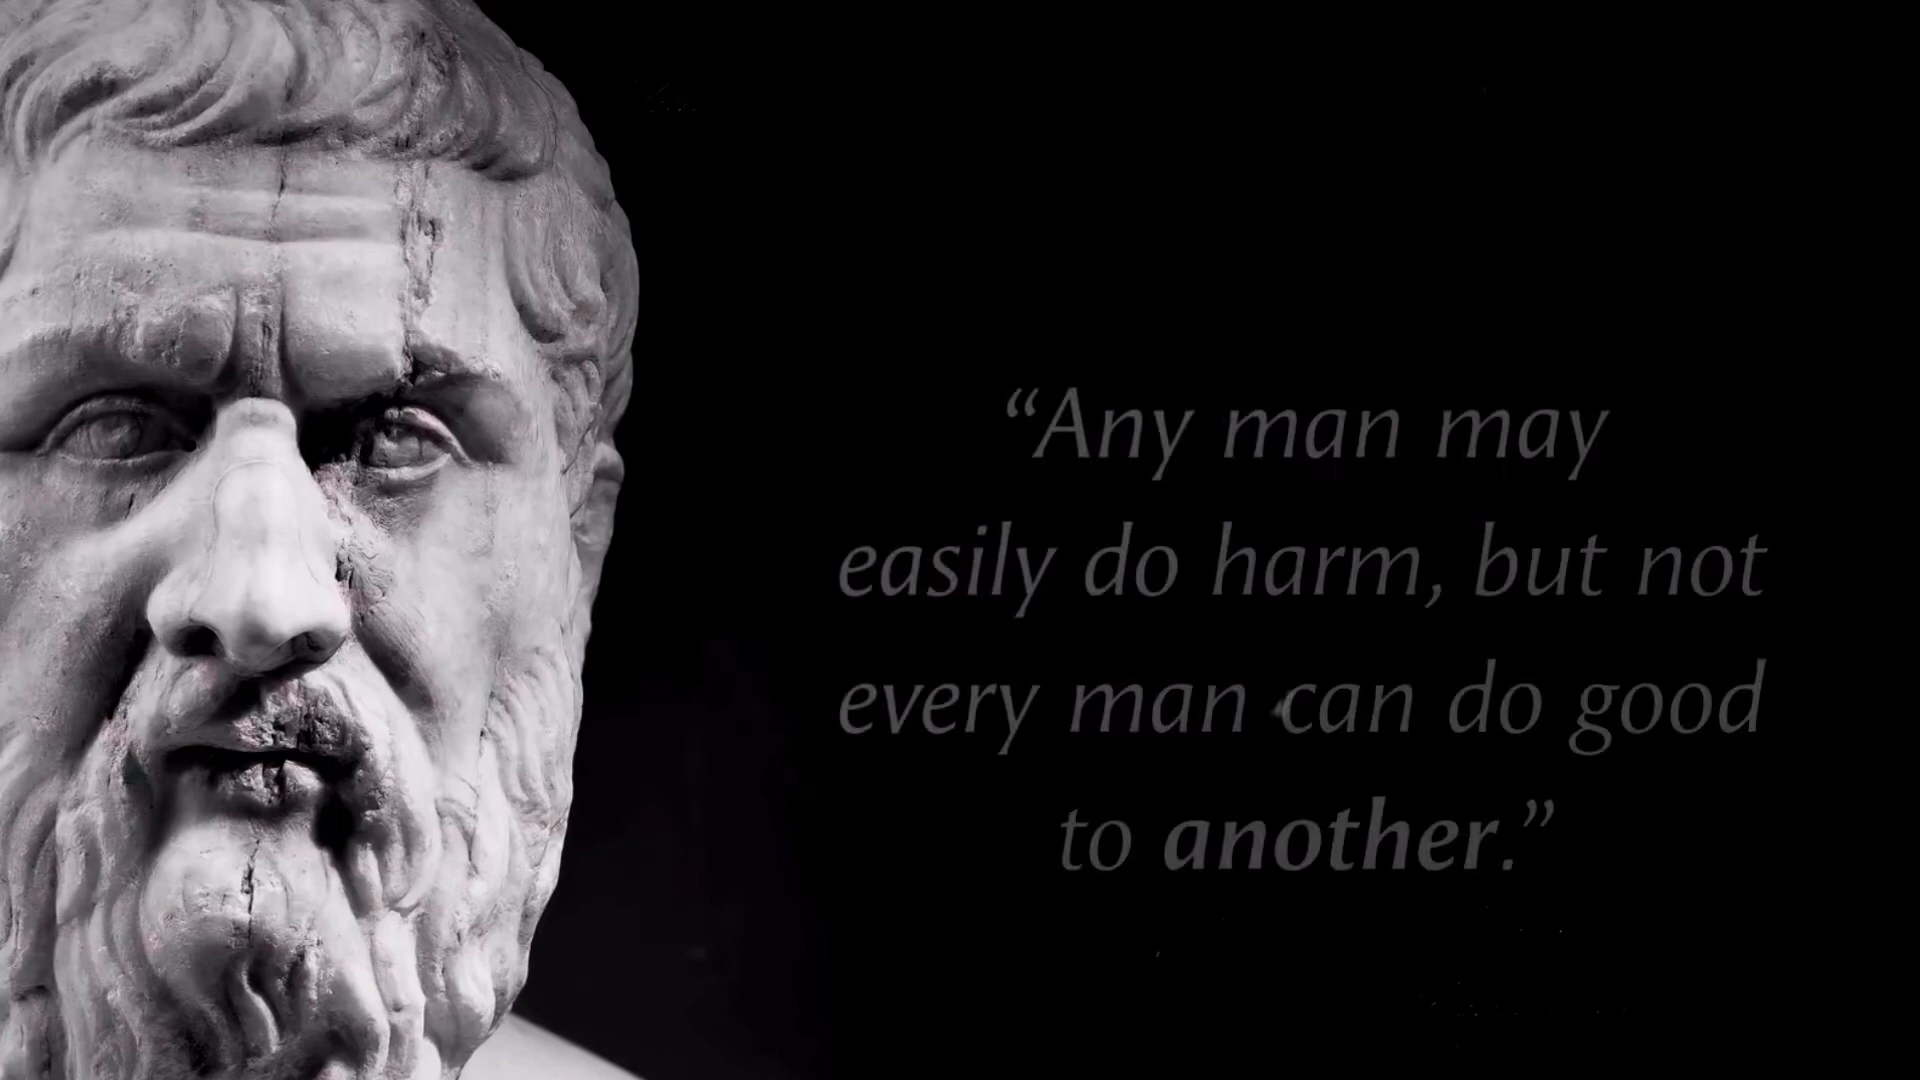 “Any man may
easily do harm, but not
every man can do good
to another.”